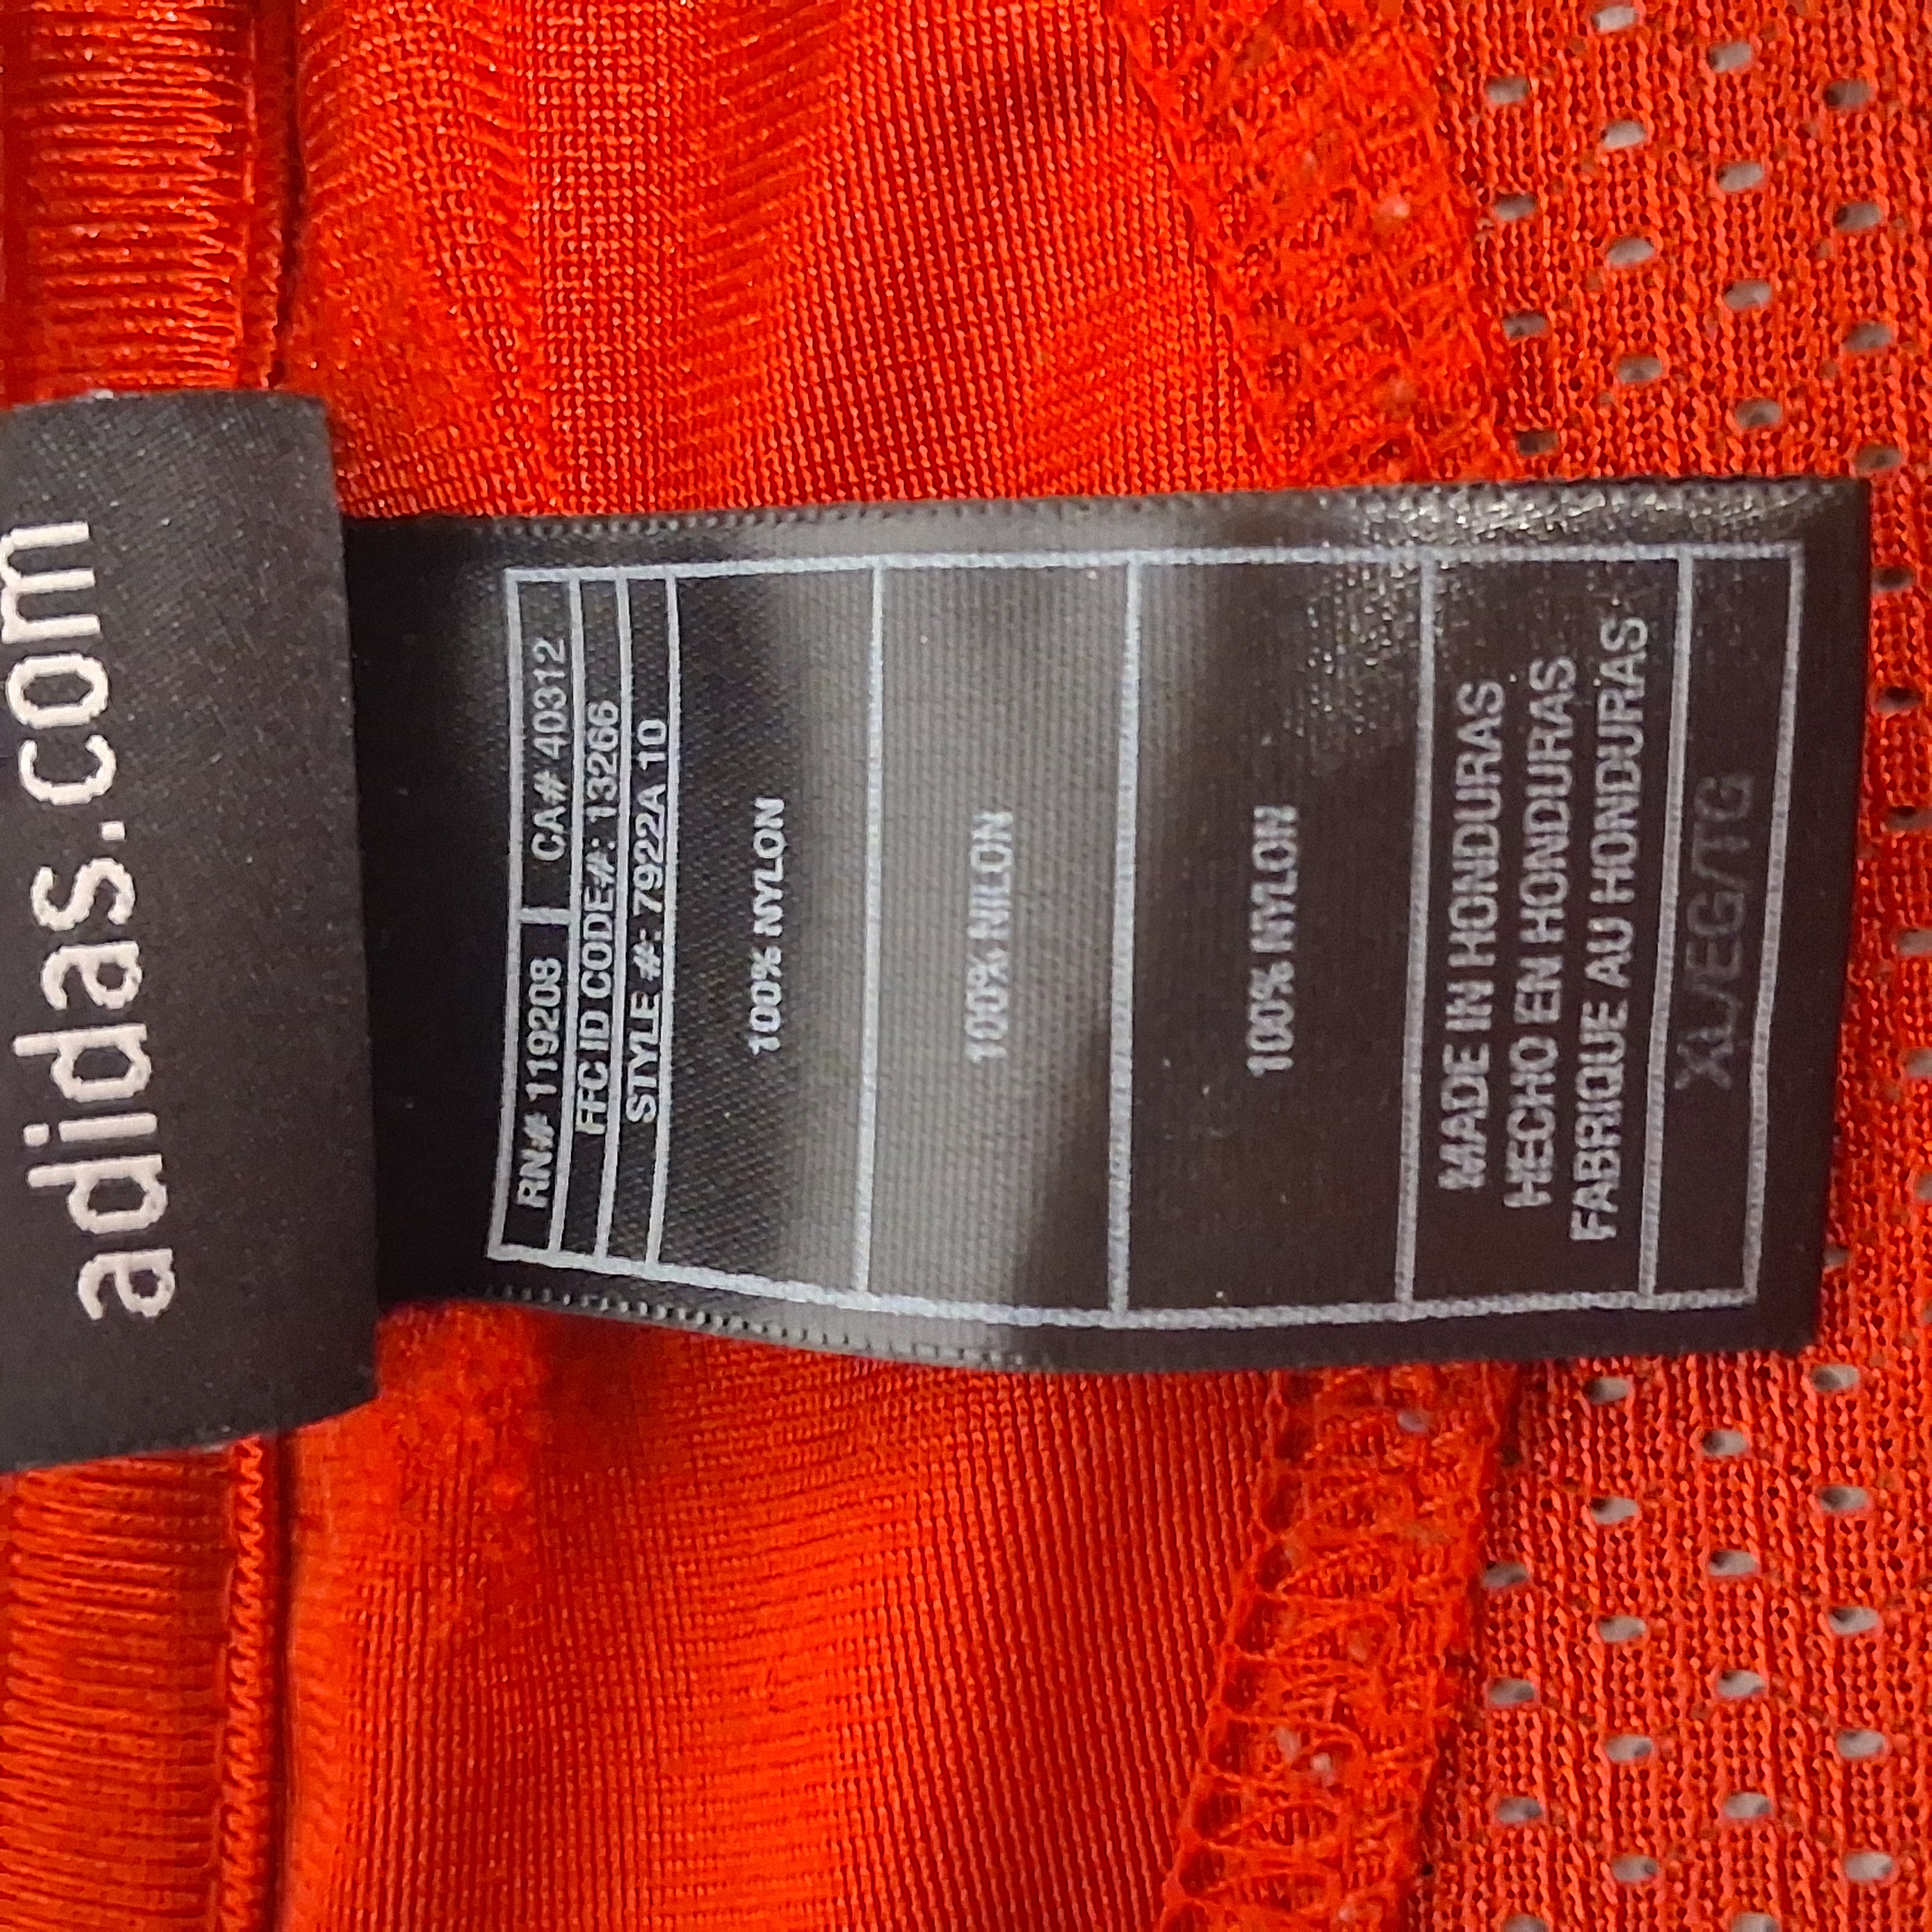 adidas.com
RN# 119208 CA# 40312
FFC ID CODE#: 13266
STYLE #: 7922A 10
100% NYLON
100% NILON
100% NYLON
MADE IN HONDURAS
HECHO EN HONDURAS
FABRIQUE AU HONDURAS
XL/EG/TG